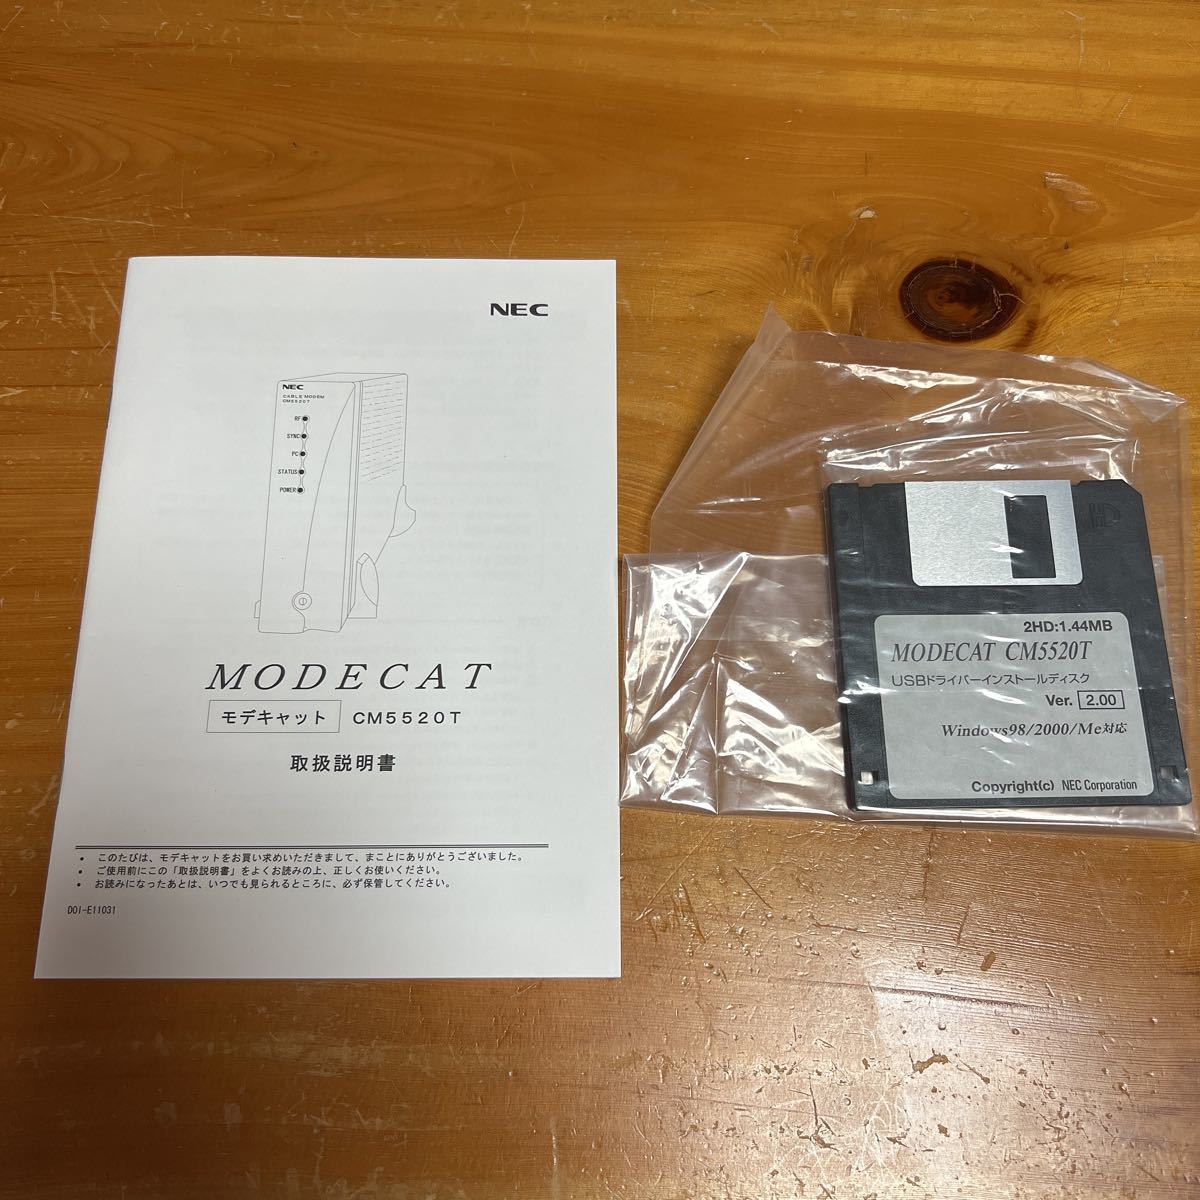 NEC
NEC
CABLE MODEM
CM5520T
RF
SYNC
PC
STATUS
POWER
MODECAT
モデキャット CM5520T
取扱説明書
• このたびは、モデキャットをお買い求めいただきまして、まことにありがとうございました。
• ご使用前にこの「取扱説明書」をよくお読みの上、正しくお使いください。
• お読みになったあとは、いつでも見られるところに、必ず保管してください。
DOI-E11031
HD
2HD:1.44MB
MODECAT CM5520T
USBドライバーインストールディスク
Ver. 2.00
Windows98/2000/Me対応
Copyright(c) NEC Corporation